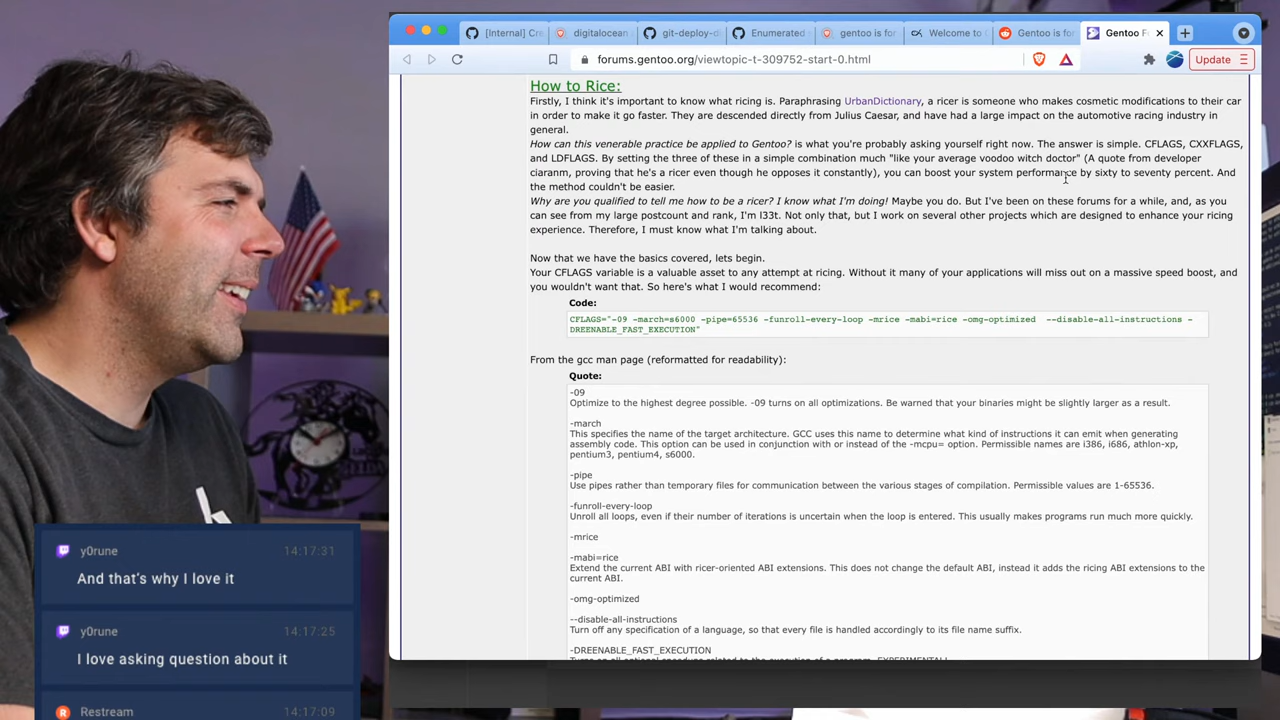 [Internal] Cre
digitalocean
git-deploy-di
Enumerated
gentoo is for
Welcome to C
Gentoo is for
Gentoo F
forums.gentoo.org/viewtopic-t-309752-start-0.html
Update
How to Rice:
Firstly, I think it's important to know what ricing is. Paraphrasing UrbanDictionary, a ricer is someone who makes cosmetic modifications to their car
in order to make it go faster. They are descended directly from Julius Caesar, and have had a large impact on the automotive racing industry in
general.
How can this venerable practice be applied to Gentoo? is what you're probably asking yourself right now. The answer is simple. CFLAGS, CXXFLAGS,
and LDFLAGS. By setting the three of these in a simple combination much "like your average voodoo witch doctor" (A quote from developer
ciaranm, proving that he's a ricer even though he opposes it constantly), you can boost your system performance by sixty to seventy percent. And
the method couldn't be easier.
Why are you qualified to tell me how to be a ricer? I know what I'm doing! Maybe you do. But I've been on these forums for a while, and, as you
can see from my large postcount and rank, I'm l33t. Not only that, but I work on several other projects which are designed to enhance your ricing
experience. Therefore, I must know what I'm talking about.
Now that we have the basics covered, lets begin.
Your CFLAGS variable is a valuable asset to any attempt at ricing. Without it many of your applications will miss out on a massive speed boost, and
you wouldn't want that. So here's what I would recommend:
Code:
CFLAGS="-09 -march=s6000 -pipe=65536 -funroll-every-loop -mrice -mabi=rice -omg-optimized --disable-all-instructions -
DREENABLE_FAST_EXECUTION"
From the gcc man page (reformatted for readability):
Quote:
-09
Optimize to the highest degree possible. -09 turns on all optimizations. Be warned that your binaries might be slightly larger as a result.
-march
This specifies the name of the target architecture. GCC uses this name to determine what kind of instructions it can emit when generating
assembly code. This option can be used in conjunction with or instead of the -mcpu= option. Permissible names are i386, i686, athlon-xp,
pentium3, pentium4, s6000.
-pipe
Use pipes rather than temporary files for communication between the various stages of compilation. Permissible values are 1-65536.
-funroll-every-loop
Unroll all loops, even if their number of iterations is uncertain when the loop is entered. This usually makes programs run much more quickly.
-mrice
-mabi=rice
Extend the current ABI with ricer-oriented ABI extensions. This does not change the default ABI, instead it adds the ricing ABI extensions to the
current ABI.
-omg-optimized
--disable-all-instructions
Turn off any specification of a language, so that every file is handled accordingly to its file name suffix.
-DREENABLE_FAST_EXECUTION
y0rune 14:17:31
And that's why I love it
y0rune 14:17:25
I love asking question about it
Restream 14:17:09